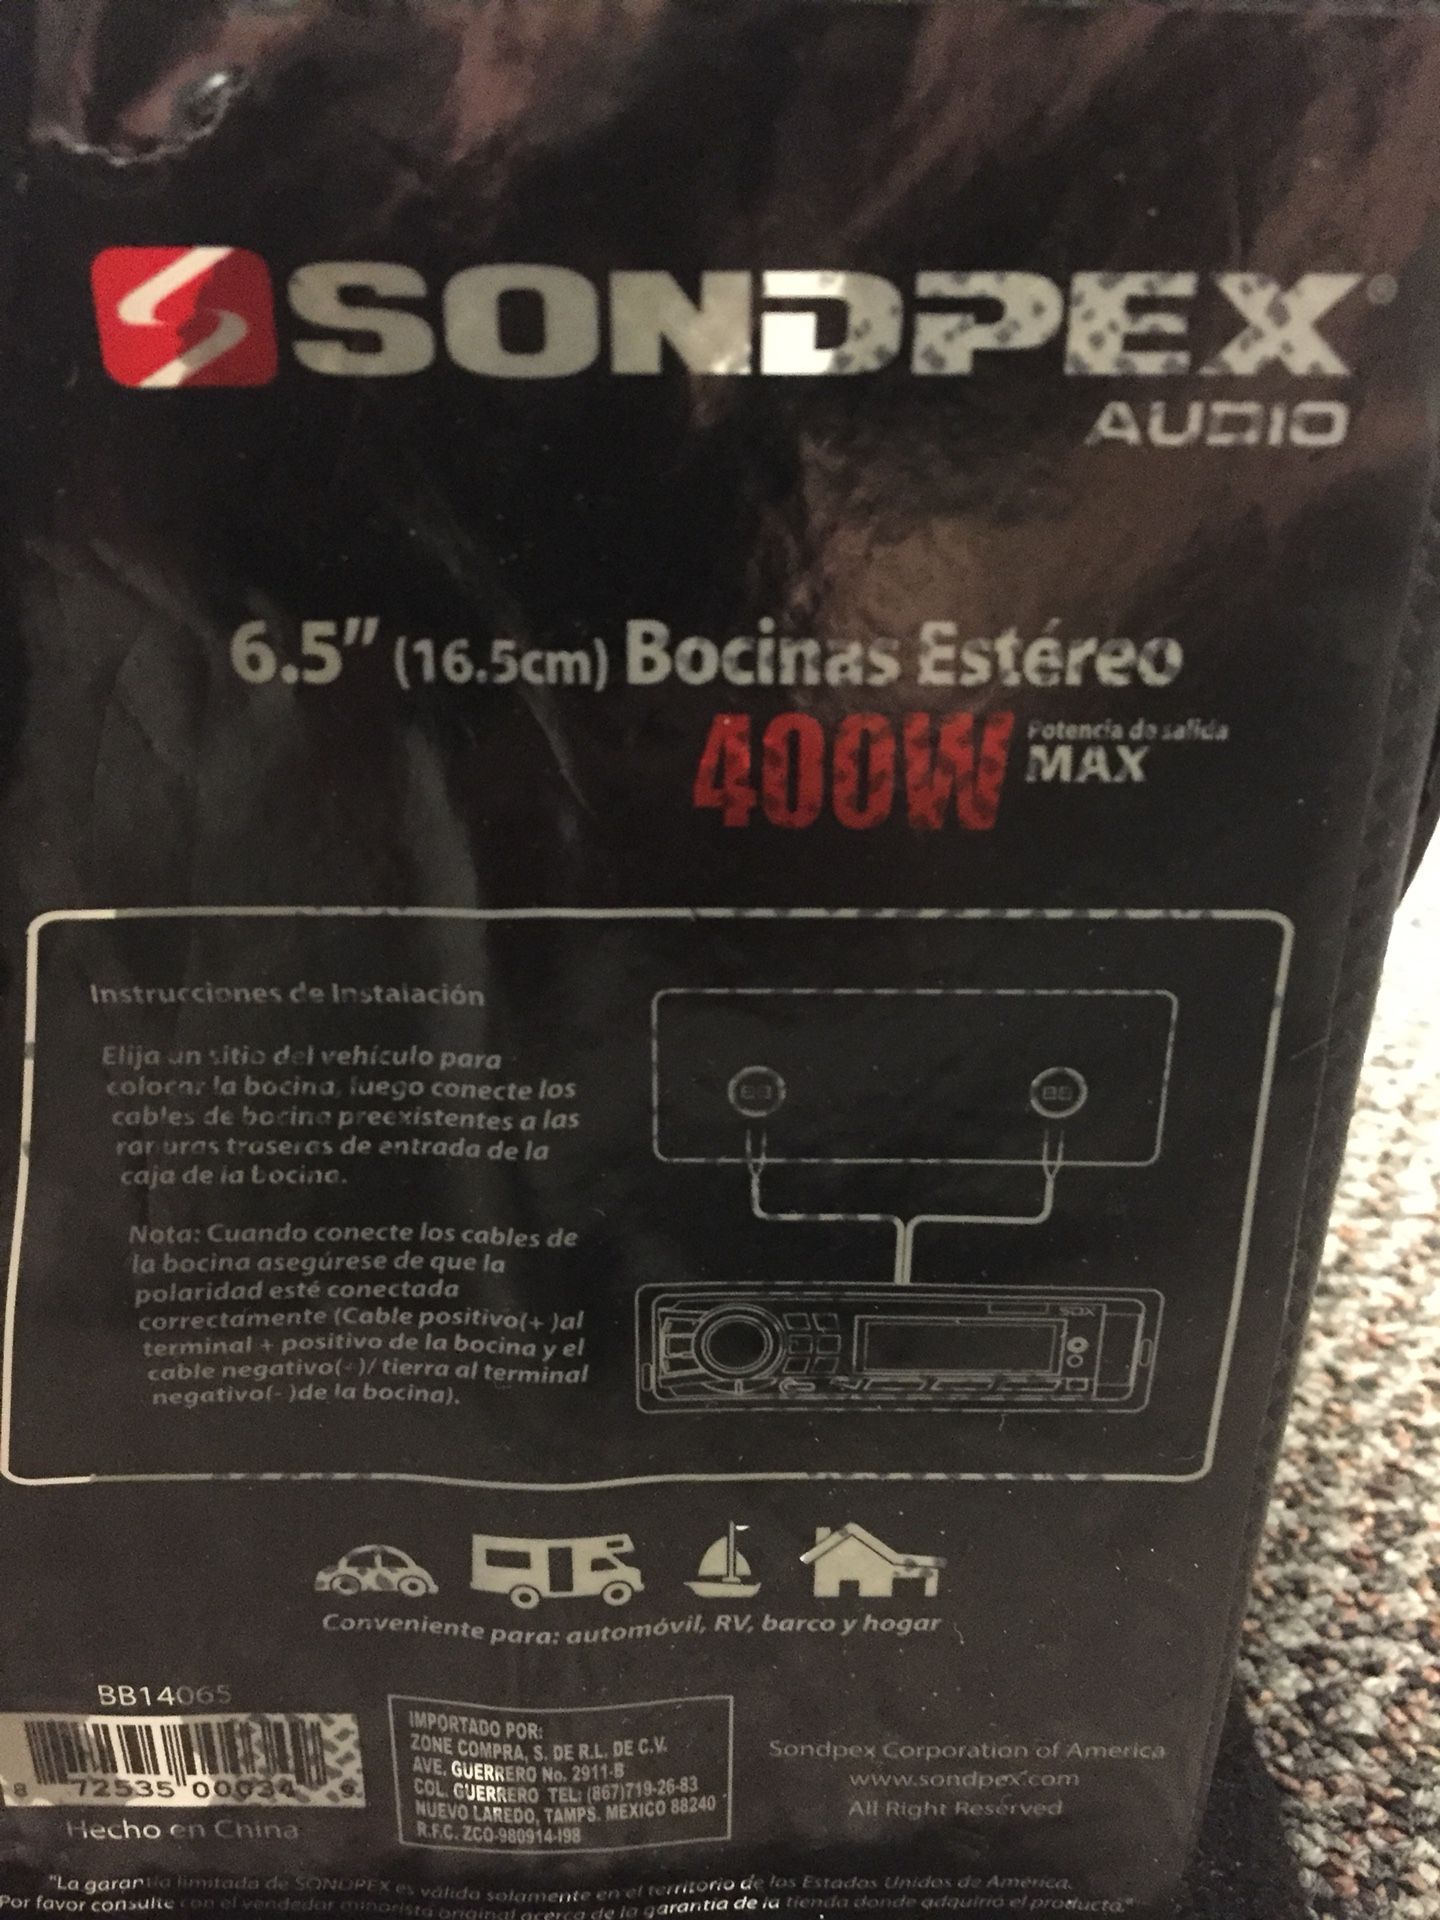 SONDPEX®
AUDIO
6.5" (16.5cm) Bocinas Estéreo
400W Potencia de salida
MAX
Instrucciones de Instalación
Elija un sitio del vehículo para
colocar la bocina, luego conecte los
cables de bocina preexistentes a las
ranuras traseras de entrada de la
caja de la bocina.
Nota: Cuando conecte los cables de
la bocina asegúrese de que la
polaridad esté conectada
correctamente (Cable positivo(+ )al
terminal + positivo de la bocina y el
cable negativo(-)/ tierra al terminal
negativo(- )de la bocina).
SDX
Conveniente para: automóvil, RV, barco y hogar
BB14065
8 72535 00034 9
Hecho en China
IMPORTADO POR:
ZONE COMPRA, S. DE R.L. DE C.V.
AVE. GUERRERO No. 2911-B
COL. GUERRERO TEL: (867)719-26-83
NUEVO LAREDO, TAMPS. MEXICO 88240
R.F.C. ZCO-980914-I98
Sondpex Corporation of America
www.sondpex.com
All Right Reserved
"La garantía limitada de SONDPEX es válido solamente en el territorio de los Estados Unidos de América.
Por favor consulte con el vendedor minorista original acerca de la garantia de la tienda donde adquirió el producto."